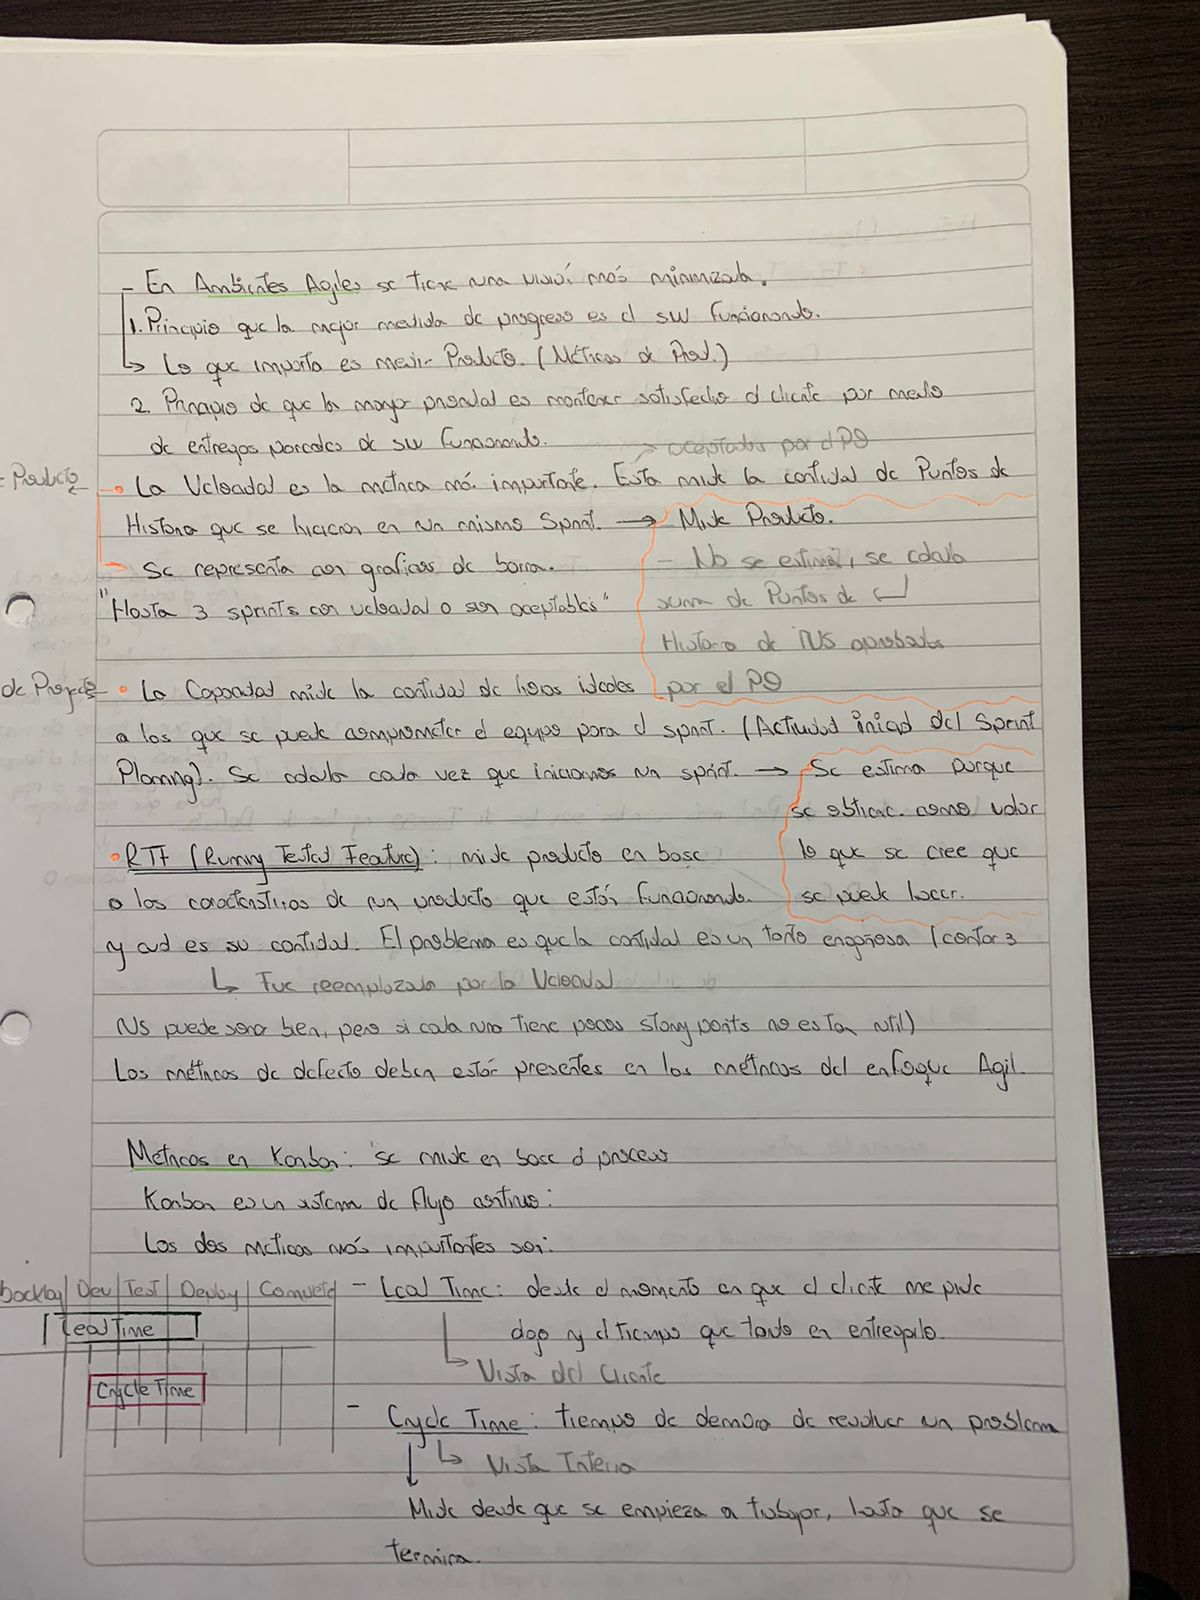 - En Ambientes Agiles se tiene una visión más minimizada.
1. Principio que la mejor medida de progreso es el sw funcionando.
↳ Lo que importa es medir Producto. (Métricas de Prod.)
2. Principio de que la mayor prioridad es mantener satisfecho al cliente por medio
de entregas parciales de sw funcionando.
→ aceptadas por el PO
Producto
• La Velocidad es la métrica más importante. Esta mide la cantidad de Puntos de
Historia que se hicieron en un mismo Sprint. → Mide Producto.
→ Se representa con graficas de barra.
- No se estima, se calcula
"Hasta 3 sprints con velocidad 0 son aceptables"
suma de Puntos de
Historia de US aprobadas
por el PO
de Proyecto
• La Capacidad mide la cantidad de horas ideales
a las que se puede comprometer el equipo para el sprint. (Actividad inicial del Sprint
Planning). Se calcula cada vez que iniciamos un sprint. → Se estima porque
se obtiene como valor
lo que se cree que
se puede hacer.
• RTF (Running Tested Feature): mide producto en base
a las características de un producto que están funcionando.
y cual es su cantidad. El problema es que la cantidad es un tanto engañosa (contar 3
↳ Fue reemplazada por la Velocidad
US puede sonar bien, pero si cada una tiene pocos story points no es tan util)
Las métricas de defecto deben estar presentes en las métricas del enfoque Agil.
Métricas en Kanban: se mide en base al proceso
Kanban es un sistema de flujo continuo:
Las dos metricas más importantes son:
backlog | Dev | Test | Deploy |
Lead Time
Cycle Time
- Lead Time: desde el momento en que el cliente me pide
algo y el tiempo que tardo en entregarlo.
↳ Vista del Cliente
- Cycle Time: tiempo de demora de resolver un problema
↳ Vista Interna
Mide desde que se empieza a trabajar, hasta que se
termina.